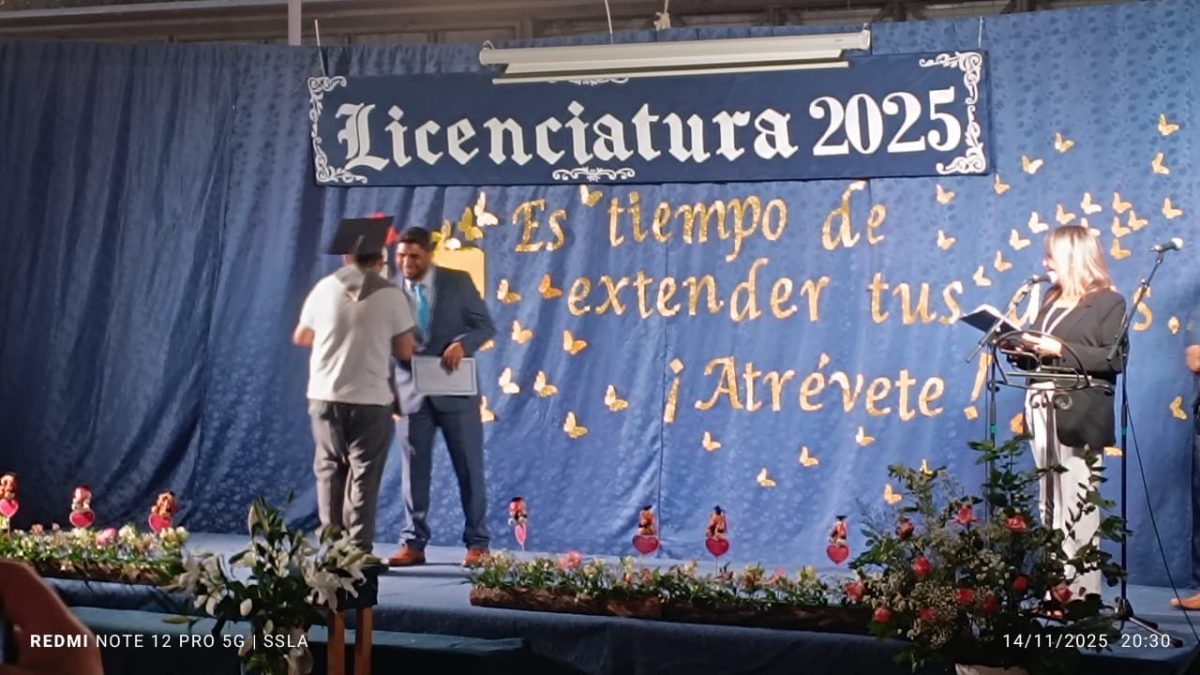 Licenciatura 2025
Es tiempo de
extender tus
¡Atrévete!
REDMI NOTE 12 PRO 5G | SSLA
14/11/2025 20:30